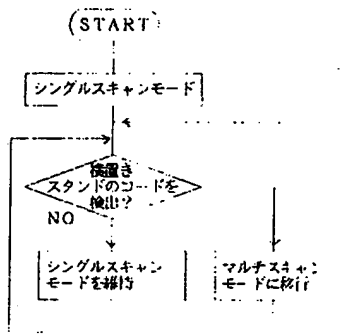 START
シングルスキャンモード
横置き
スタンドのコードを
検出?
NO
シングルスキャン
モードを維持
マルチスキャン
モードに移行